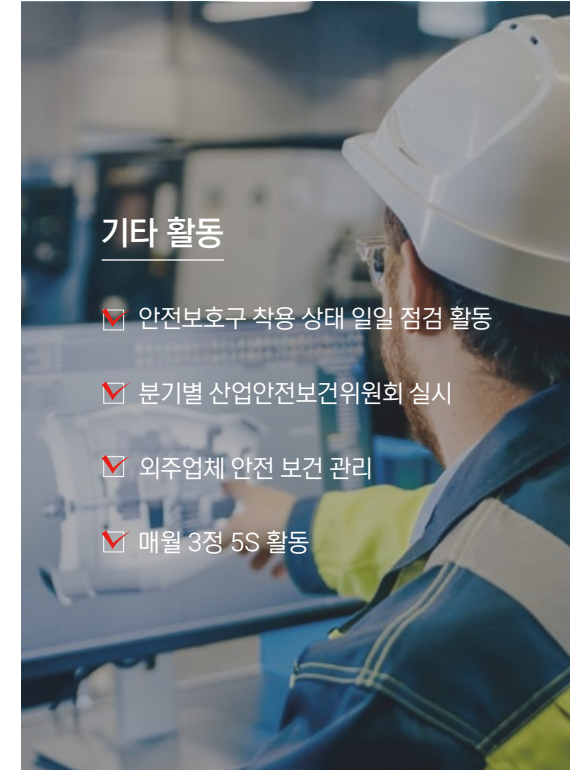 기타 활동
안전보호구 착용 상태 일일 점검 활동
분기별 산업안전보건위원회 실시
외주업체 안전 보건 관리
매월 3정 5S 활동